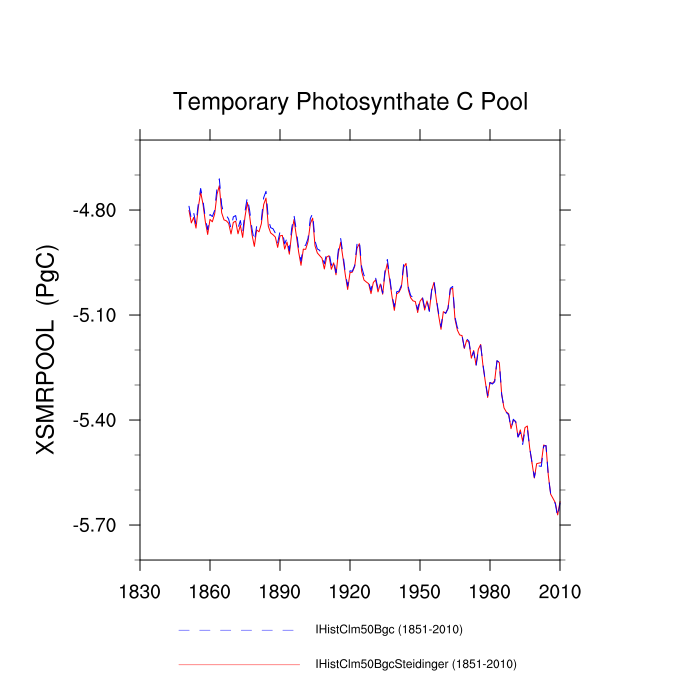 Temporary Photosynthate C Pool
XSMRPOOL (PgC)
-4.80
-5.10
-5.40
-5.70
1830 1860 1890 1920 1950 1980 2010
IHistClm50Bgc (1851-2010)
IHistClm50BgcSteidinger (1851-2010)